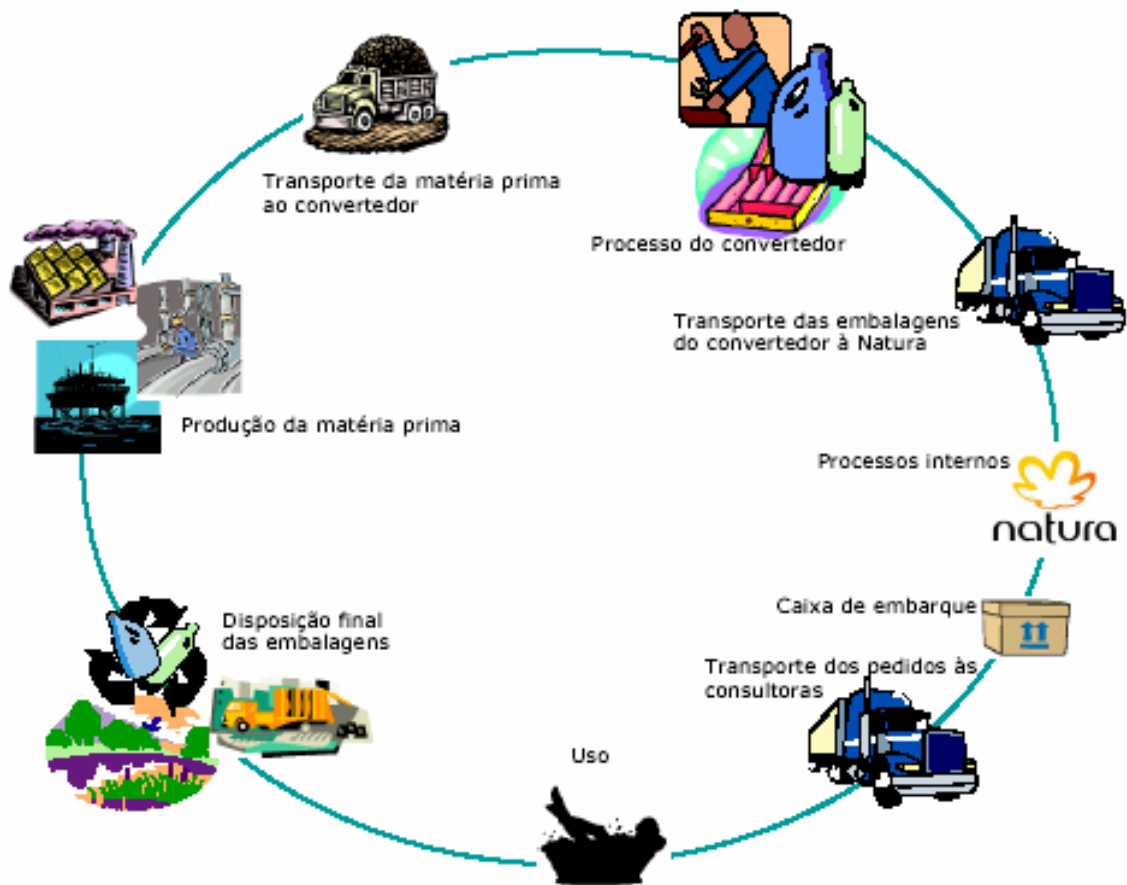 Transporte da matéria prima
ao convertedor
Processo do convertedor
Transporte das embalagens
do convertedor à Natura
Produção da matéria prima
Processos internos
natura
Caixa de embarque
Disposição final
das embalagens
Transporte dos pedidos às
consultoras
Uso